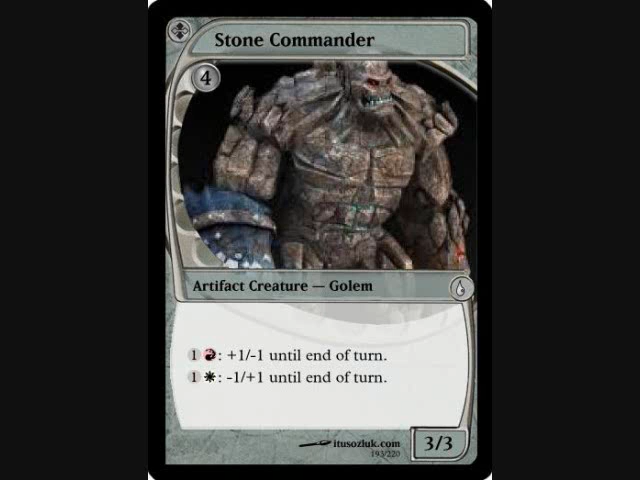 Stone Commander
4
Artifact Creature — Golem
1 : +1/-1 until end of turn.
1 : -1/+1 until end of turn.
itusozluk.com
193/220
3/3